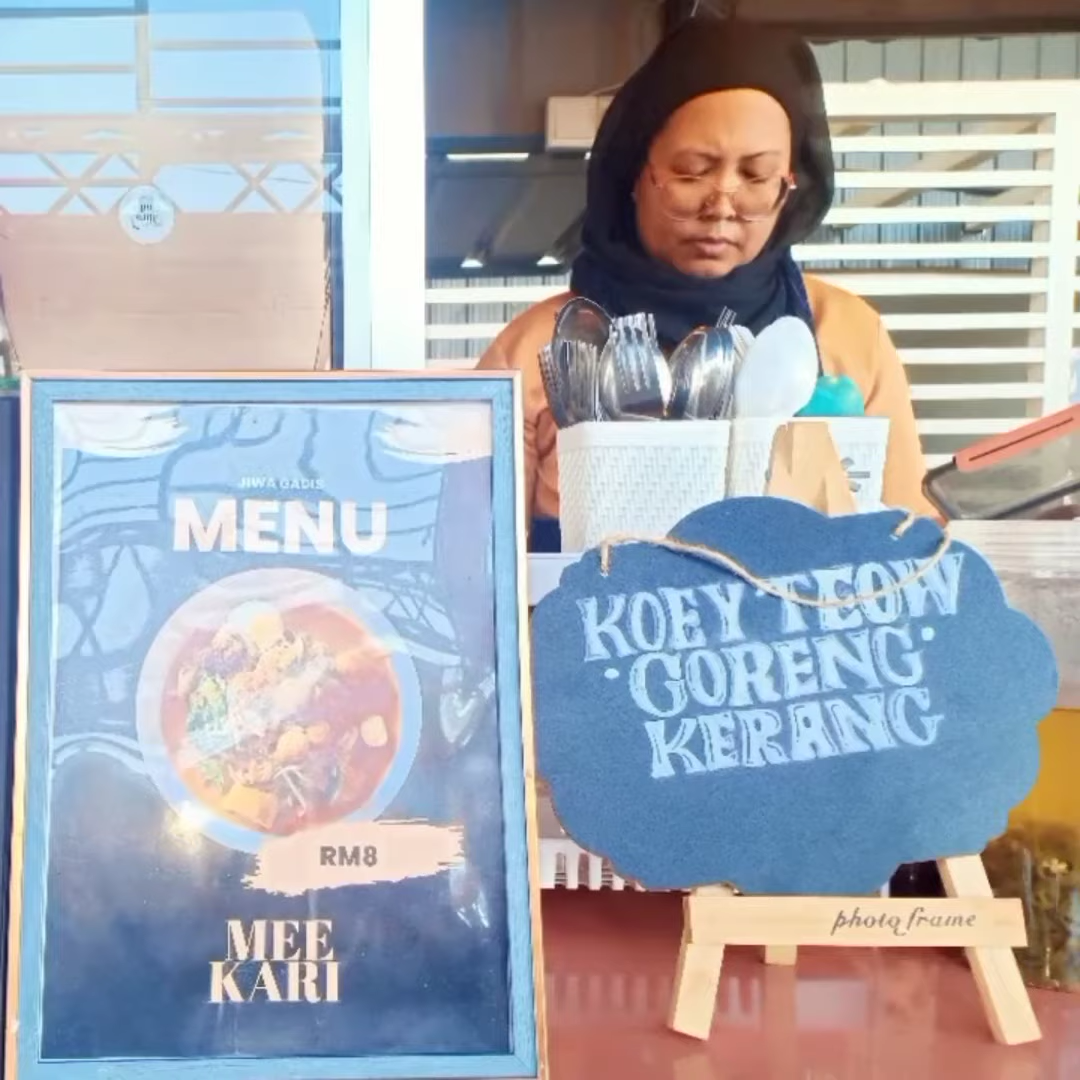 JIWA GADIS
MENU
RM8
MEE
KARI
KOEY TEOW
GORENG
KERANG
photo frame